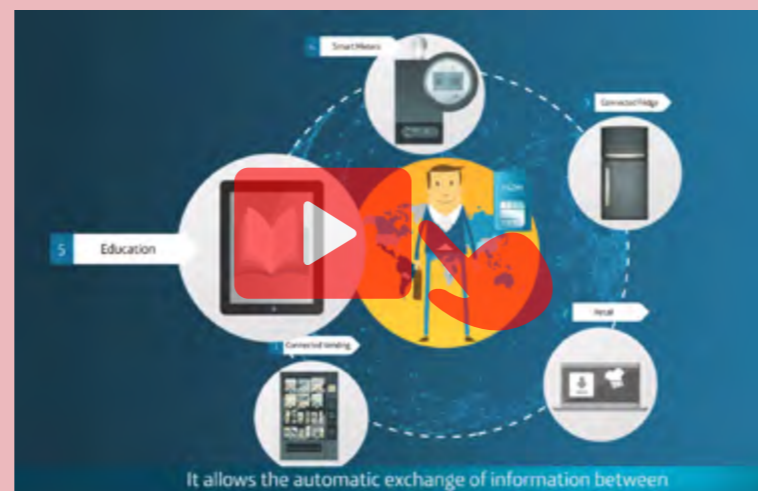 Smart Meters
Connected Fridge
5 Education
Retail
Connected Vending
It allows the automatic exchange of information between